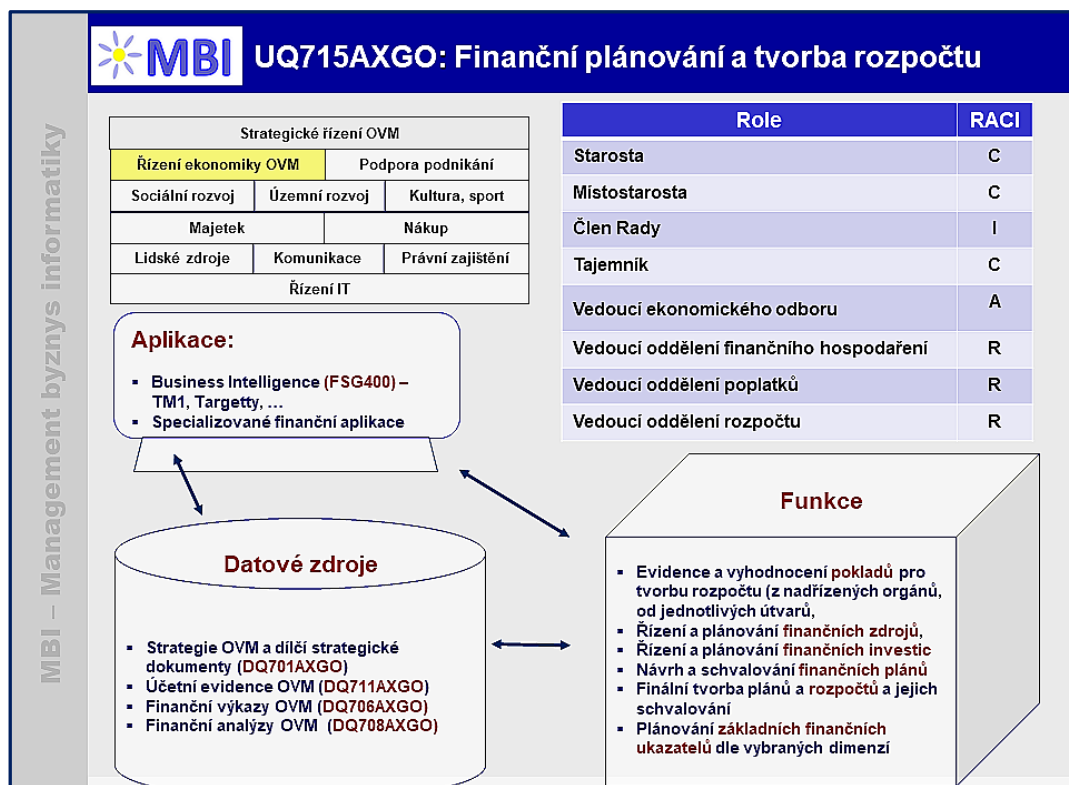 MBI – Management byznys informatiky
MBI
UQ715AXGO: Finanční plánování a tvorba rozpočtu
Strategické řízení OVM
Řízení ekonomiky OVM Podpora podnikání
Sociální rozvoj Územní rozvoj Kultura, sport
Majetek Nákup
Lidské zdroje Komunikace Právní zajištění
Řízení IT
Role RACI
Starosta C
Místostarosta C
Člen Rady I
Tajemník C
Vedoucí ekonomického odboru A
Vedoucí oddělení finančního hospodaření R
Vedoucí oddělení poplatků R
Vedoucí oddělení rozpočtu R
Aplikace:
▪ Business Intelligence (FSG400) –
TM1, Targetty, …
▪ Specializované finanční aplikace
Datové zdroje
▪ Strategie OVM a dílčí strategické
dokumenty (DQ701AXGO)
▪ Účetní evidence OVM (DQ711AXGO)
▪ Finanční výkazy OVM (DQ706AXGO)
▪ Finanční analýzy OVM (DQ708AXGO)
Funkce
▪ Evidence a vyhodnocení pokladů pro
tvorbu rozpočtu (z nadřízených orgánů,
od jednotlivých útvarů,
▪ Řízení a plánování finančních zdrojů,
▪ Řízení a plánování finančních investic
▪ Návrh a schvalování finančních plánů
▪ Finální tvorba plánů a rozpočtů a jejich
schvalování
▪ Plánování základních finančních
ukazatelů dle vybraných dimenzí